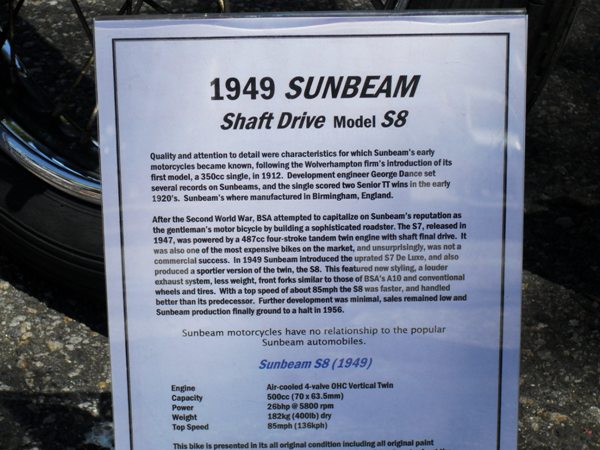 1949 SUNBEAM
Shaft Drive Model S8
Quality and attention to detail were characteristics for which Sunbeam's early
motorcycles became known, following the Wolverhampton firm's introduction of its
first model, a 350cc single, in 1912. Development engineer George Dance set
several records on Sunbeams, and the single scored two Senior TT wins in the early
1920's. Sunbeam's where manufactured in Birmingham, England.
After the Second World War, BSA attempted to capitalize on Sunbeam's reputation as
the gentleman's motor bicycle by building a sophisticated roadster. The S7, released in
1947, was powered by a 487cc four-stroke tandem twin engine with shaft final drive. It
was also one of the most expensive bikes on the market, and unsurprisingly, was not a
commercial success. In 1949 Sunbeam introduced the uprated S7 De Luxe, and also
produced a sportier version of the twin, the S8. This featured new styling, a louder
exhaust system, less weight, front forks similar to those of BSA's A10 and conventional
wheels and tires. With a top speed of about 85mph the S8 was faster, and handled
better than its predecessor. Further development was minimal, sales remained low and
Sunbeam production finally ground to a halt in 1956.
Sunbeam motorcycles have no relationship to the popular
Sunbeam automobiles.
Sunbeam S8 (1949)
Engine Air-cooled 4-valve OHC Vertical Twin
Capacity 500cc (70 x 63.5mm)
Power 26bhp @ 5800 rpm
Weight 182kg (400lb) dry
Top Speed 85mph (136kph)
This bike is presented in its all original condition including all original paint